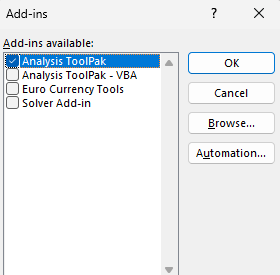 Add-ins
?
Add-ins available:
Analysis ToolPak
Analysis ToolPak - VBA
Euro Currency Tools
Solver Add-in
OK
Cancel
Browse...
Automation...